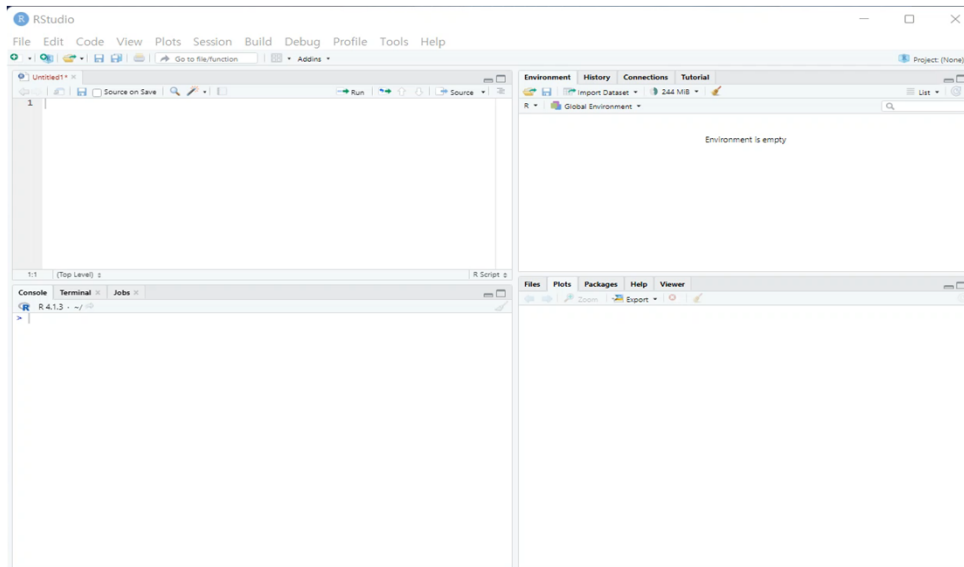 RStudio
File Edit Code View Plots Session Build Debug Profile Tools Help
Go to file/function Addins Project: (None)
Untitled1*
Source on Save Run Source
1
1:1 (Top Level) R Script
Console Terminal Jobs
R 4.1.3 · ~/
>
Environment History Connections Tutorial
Import Dataset 244 MiB List
R Global Environment
Environment is empty
Files Plots Packages Help Viewer
Zoom Export